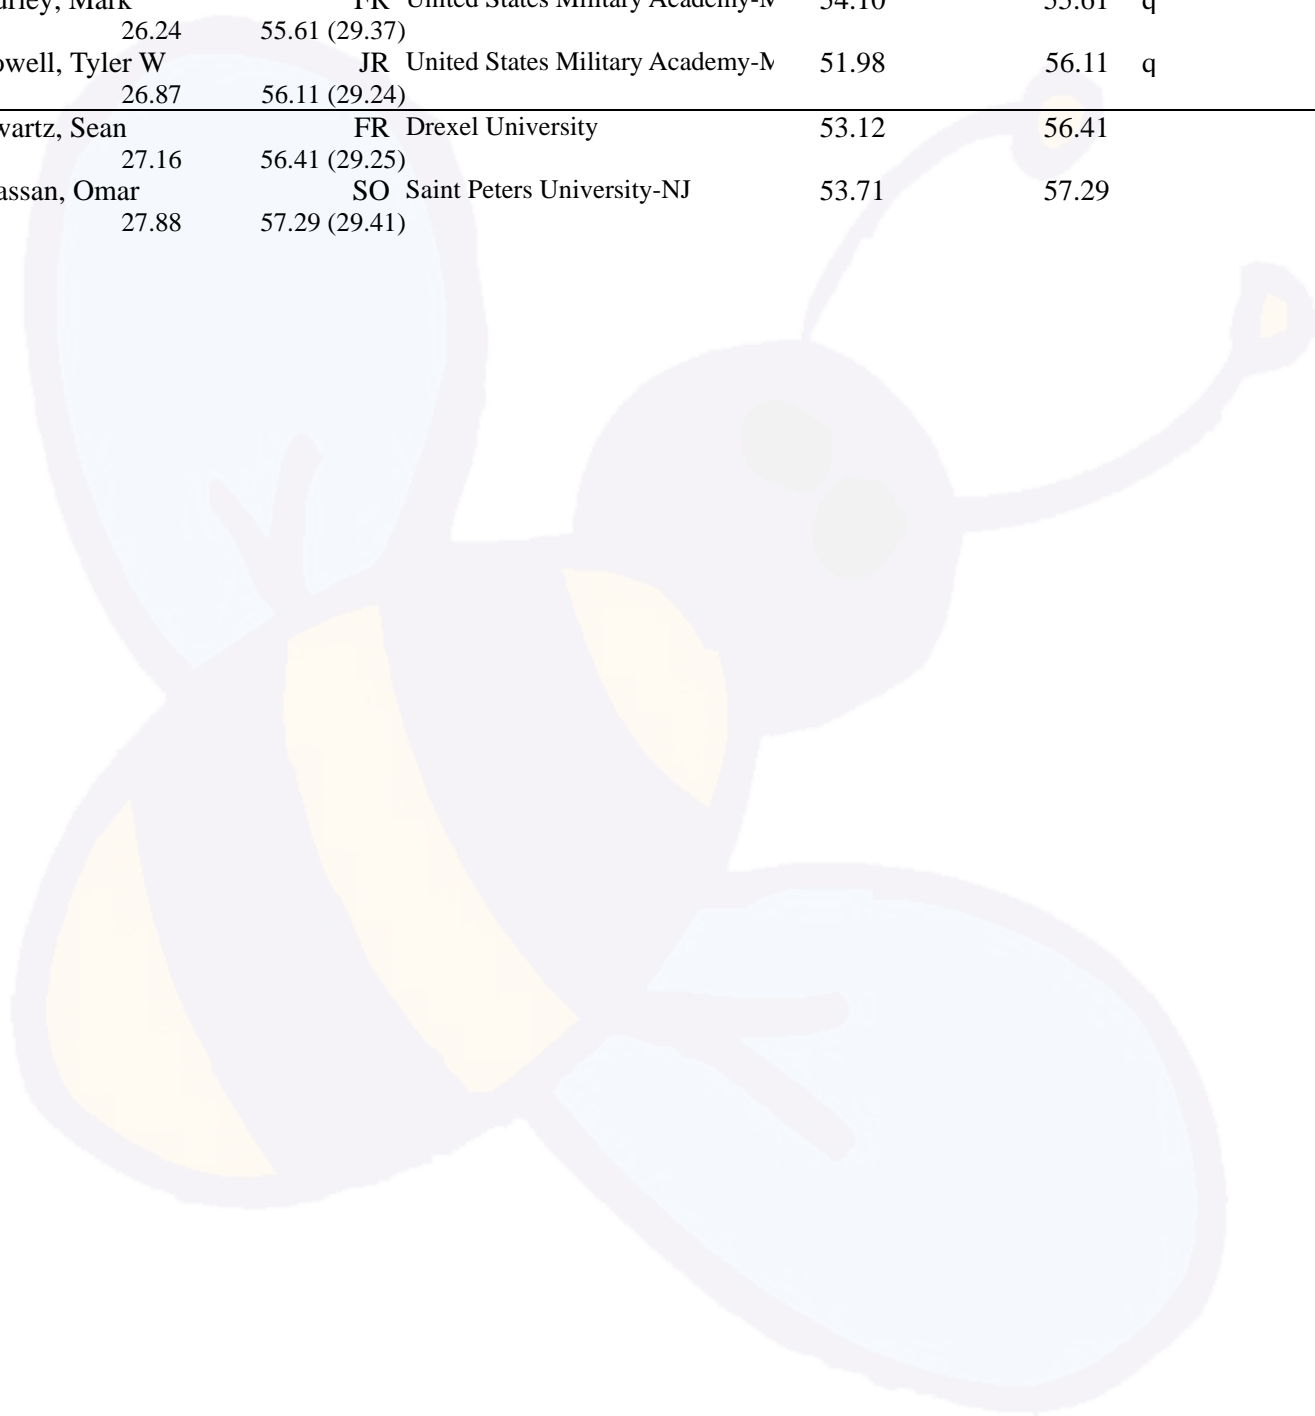 Mark FR United States Military Academy-M 54.10 55.61 q
26.24 55.61 (29.37)
owell, Tyler W JR United States Military Academy-M 51.98 56.11 q
26.87 56.11 (29.24)
wartz, Sean FR Drexel University 53.12 56.41
27.16 56.41 (29.25)
assan, Omar SO Saint Peters University-NJ 53.71 57.29
27.88 57.29 (29.41)